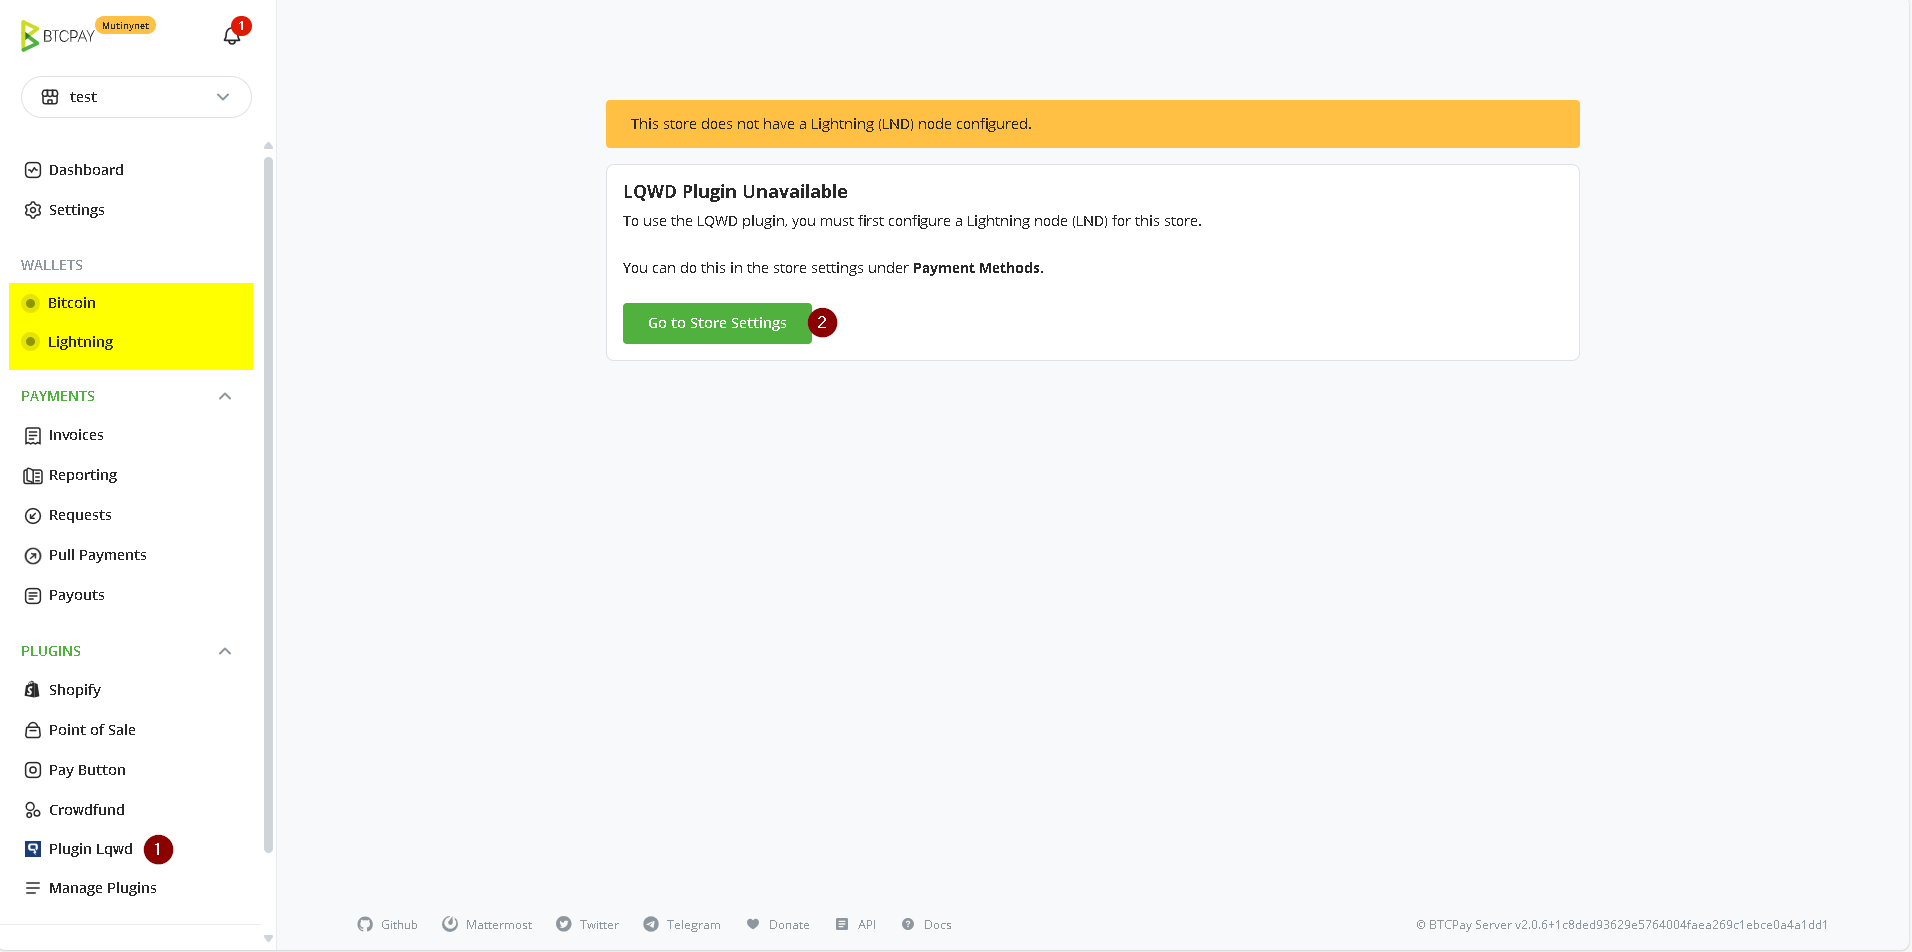 BTCPAY
Mutinynet
1
test
Dashboard
Settings
WALLETS
Bitcoin
Lightning
PAYMENTS
Invoices
Reporting
Requests
Pull Payments
Payouts
PLUGINS
Shopify
Point of Sale
Pay Button
Crowdfund
Plugin Lqwd 1
Manage Plugins
This store does not have a Lightning (LND) node configured.
LQWD Plugin Unavailable
To use the LQWD plugin, you must first configure a Lightning node (LND) for this store.
You can do this in the store settings under Payment Methods.
Go to Store Settings 2
Github Mattermost Twitter Telegram Donate API Docs
© BTCPay Server v2.0.6+1c8ded93629e5764004faea269c1ebce0a4a1dd1